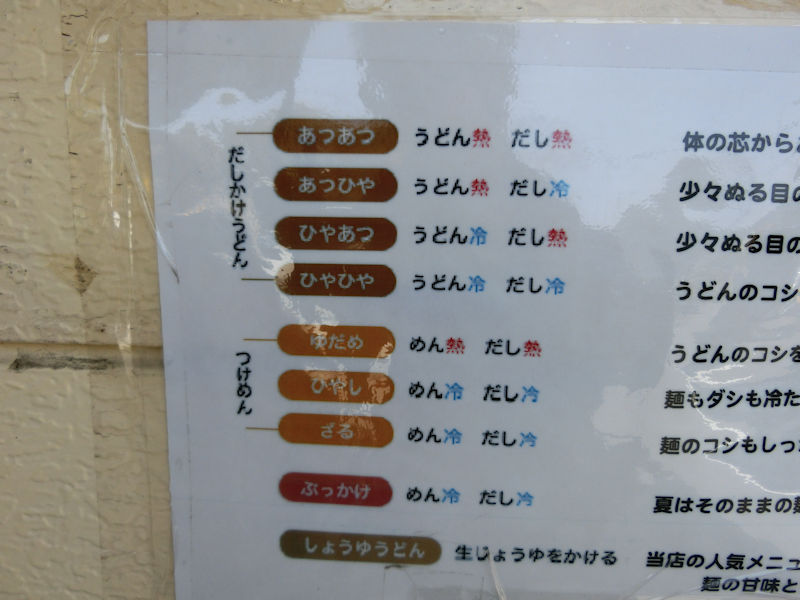 だしかけうどん
あつあつ うどん熱 だし熱 体の芯から
あつひや うどん熱 だし冷 少々ぬる目の
ひやあつ うどん冷 だし熱 少々ぬる目の
ひやひや うどん冷 だし冷 うどんのコシ
つけめん
ゆだめ めん熱 だし熱 うどんのコシを
ひやし めん冷 だし冷 麺もダシも冷た
ざる めん冷 だし冷 麺のコシもしっ
ぶっかけ めん冷 だし冷 夏はそのままの麺
しょうゆうどん 生じょうゆをかける 当店の人気メニュ
麺の甘味と